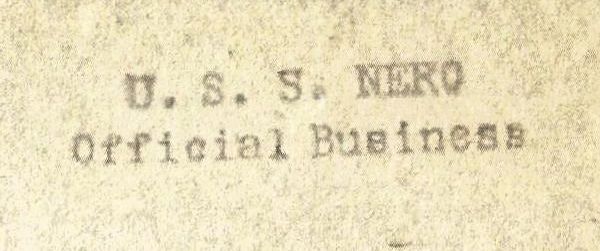 U. S. S. NERO
Official Business